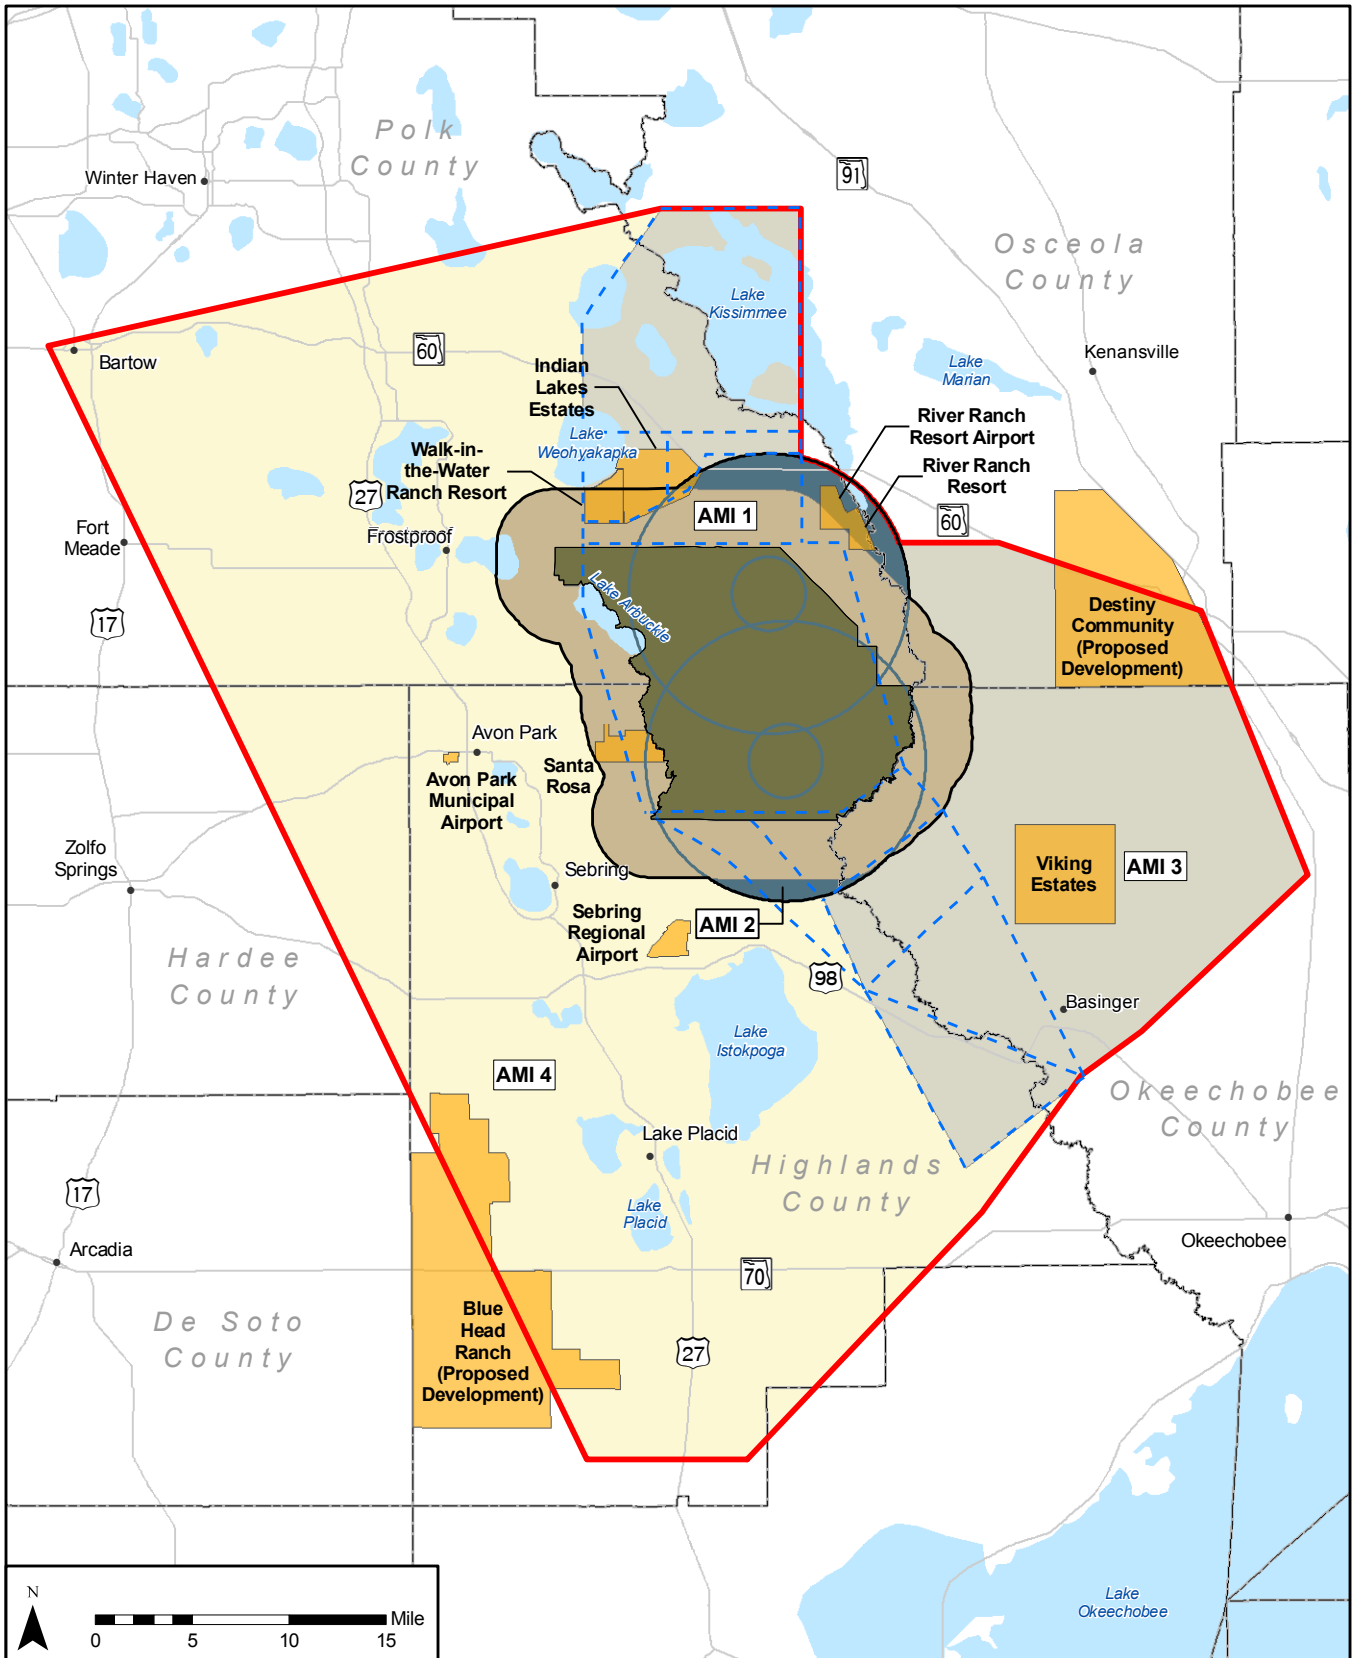 Polk
County
Winter Haven
91
Osceola
County
Lake
Kissimmee
60
Bartow
Indian
Lakes
Estates
Kenansville
Lake
Marian
River Ranch
Resort Airport
Lake
Weohyakapka
Walk-in-
the-Water
Ranch Resort
River Ranch
Resort
27
AMI 1
60
Fort
Meade
Frostproof
Lake Arbuckle
Destiny
Community
(Proposed
Development)
17
Avon Park
Santa
Rosa
Avon Park
Municipal
Airport
Zolfo
Springs
Viking
Estates
AMI 3
Sebring
Sebring
Regional
Airport
AMI 2
Hardee
County
98
Basinger
Lake
Istokpoga
AMI 4
Okeechobee
County
Lake Placid
Highlands
County
17
Lake
Placid
Arcadia
Okeechobee
70
Blue
Head
Ranch
(Proposed
Development)
De Soto
County
27
N
Mile
0 5 10 15
Lake
Okeechobee